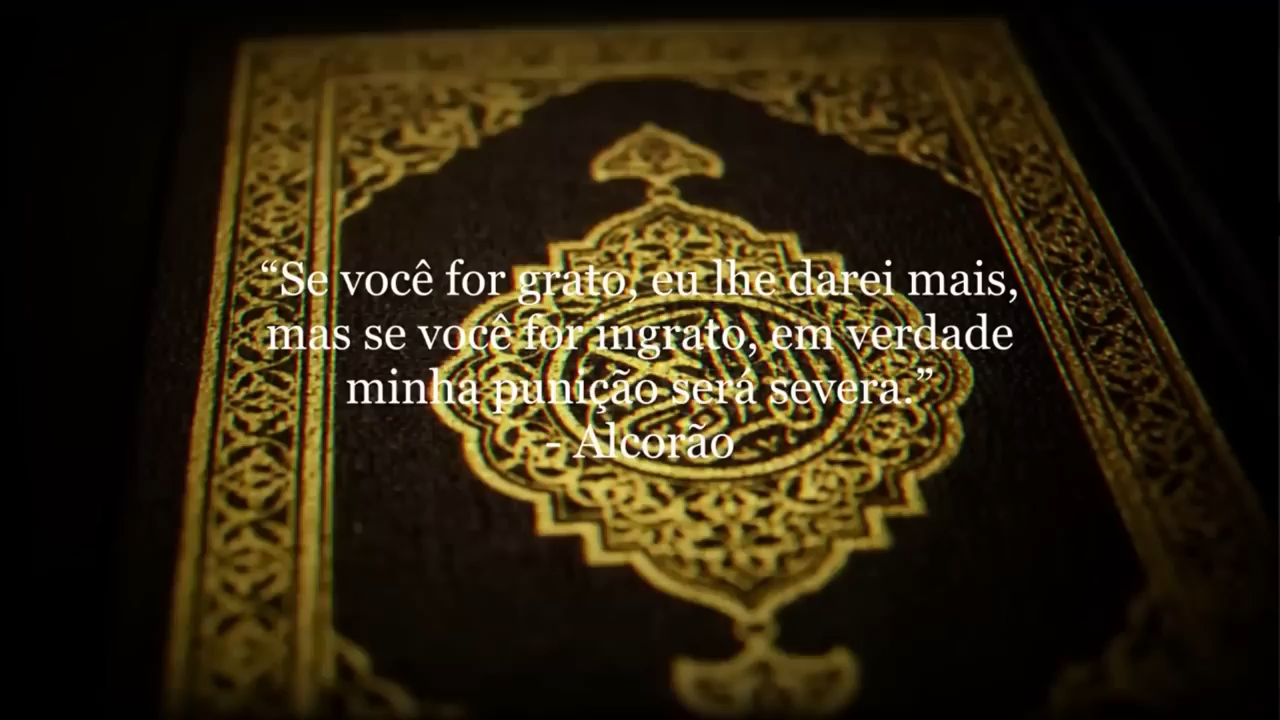 “Se você for grato, eu lhe darei mais,
mas se você for ingrato, em verdade
minha punição será severa.”
- Alcorão